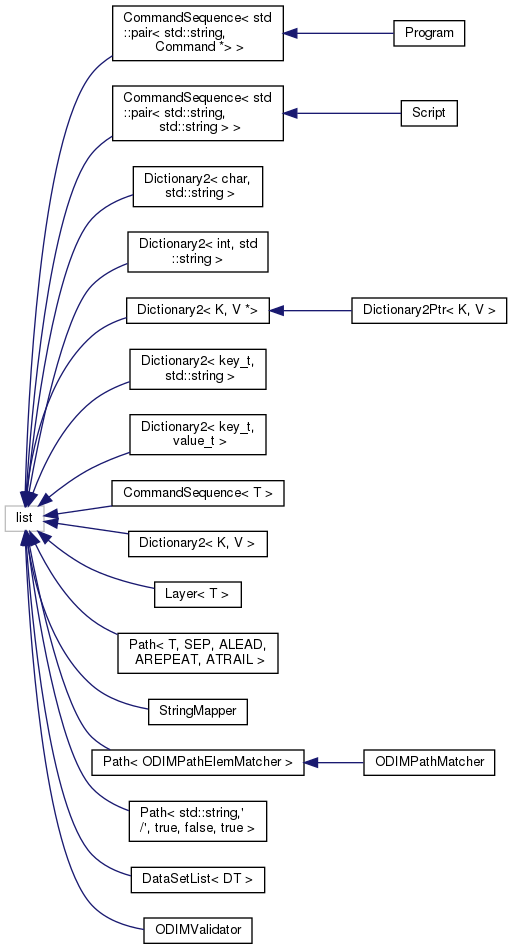 CommandSequence< std
::pair< std::string,
Command *> >
Program
CommandSequence< std
::pair< std::string,
std::string > >
Script
Dictionary2< char,
std::string >
Dictionary2< int, std
::string >
Dictionary2< K, V *>
Dictionary2Ptr< K, V >
Dictionary2< key_t,
std::string >
Dictionary2< key_t,
value_t >
CommandSequence< T >
list
Dictionary2< K, V >
Layer< T >
Path< T, SEP, ALEAD,
AREPEAT, ATRAIL >
StringMapper
Path< ODIMPathElemMatcher >
ODIMPathMatcher
Path< std::string,'
/', true, false, true >
DataSetList< DT >
ODIMValidator